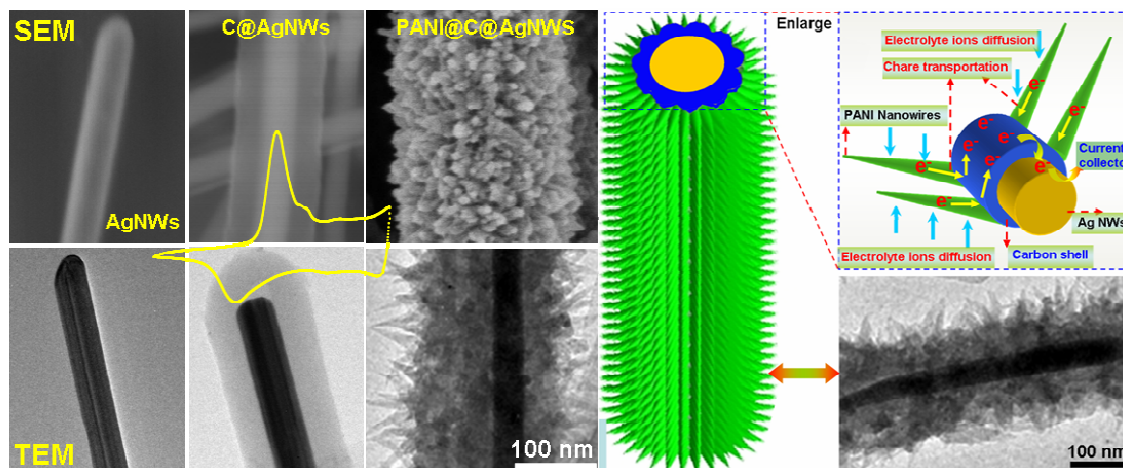 SEM
C@AgNWs
PANI@C@AgNWS
AgNWs
TEM
100 nm
Enlarge
Electrolyte ions diffusion
Chare transportation
PANI Nanowires
e-
e-
e-
e-
e-
e-
e-
e-
e-
Current
collecto
Ag NWs
Electrolyte ions diffusion
Carbon shell
100 nm